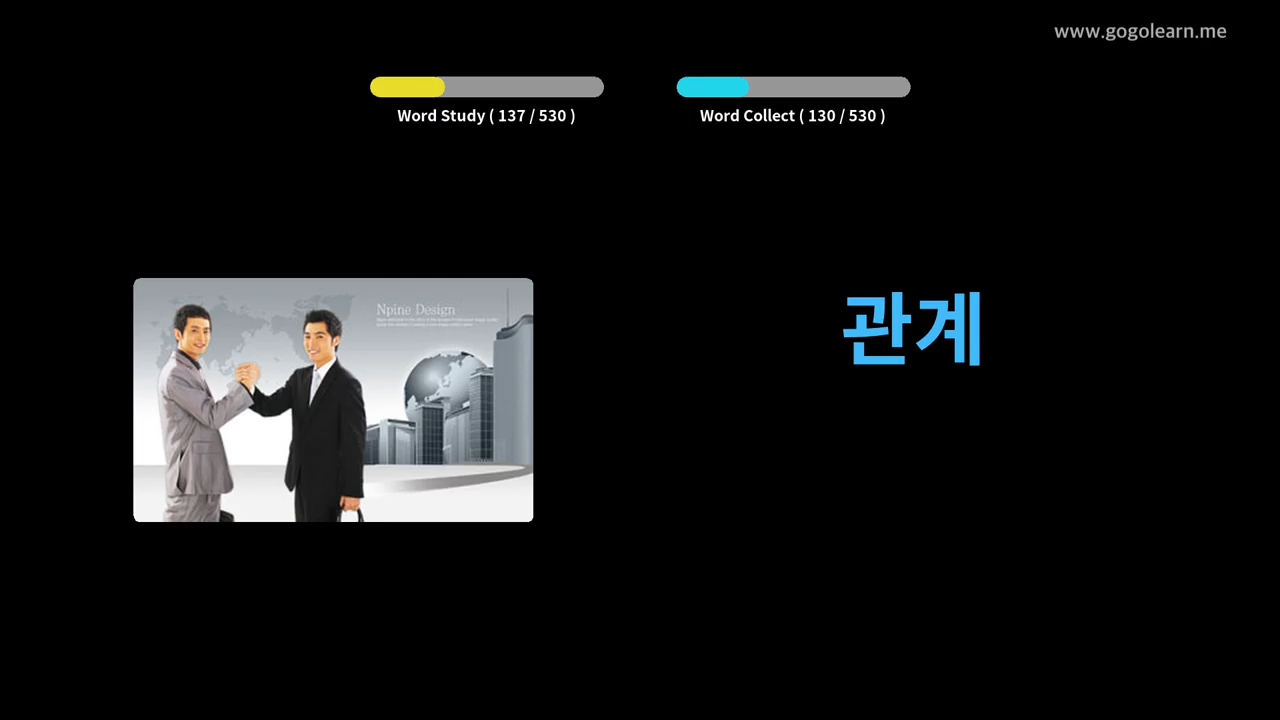 www.gogolearn.me
Word Study ( 137 / 530 )
Word Collect ( 130 / 530 )
Npine Design
관계